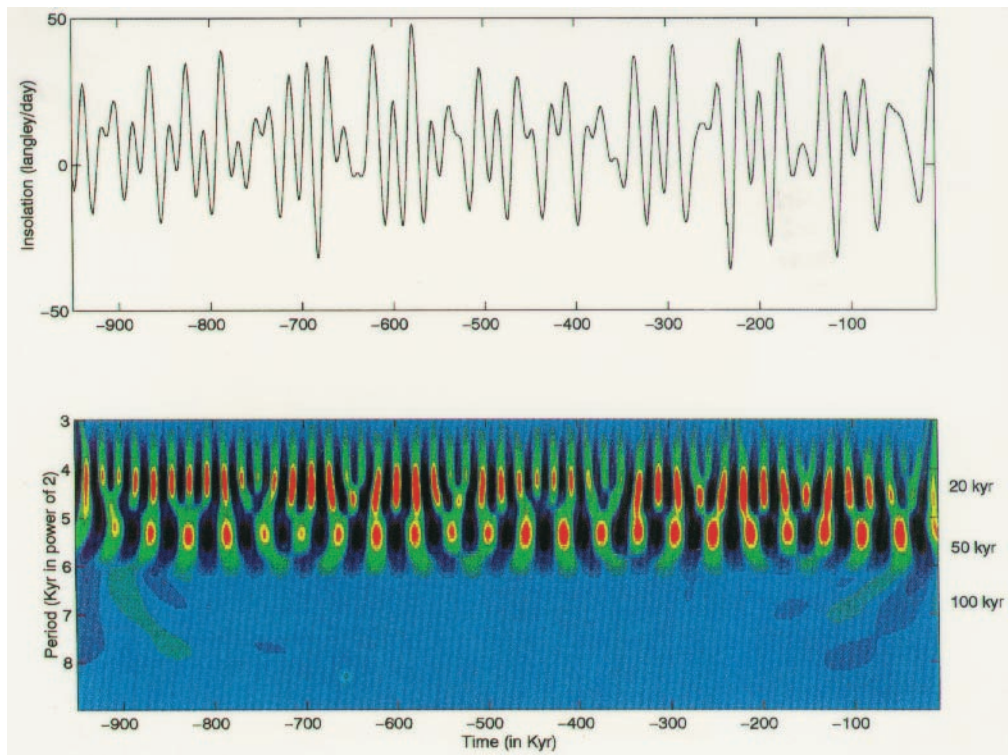 50
0
−50
Insolation (langley/day)
−900 −800 −700 −600 −500 −400 −300 −200 −100
3
4
5
6
7
8
Period (Kyr in power of 2)
20 kyr
50 kyr
100 kyr
−900 −800 −700 −600 −500 −400 −300 −200 −100
Time (in Kyr)